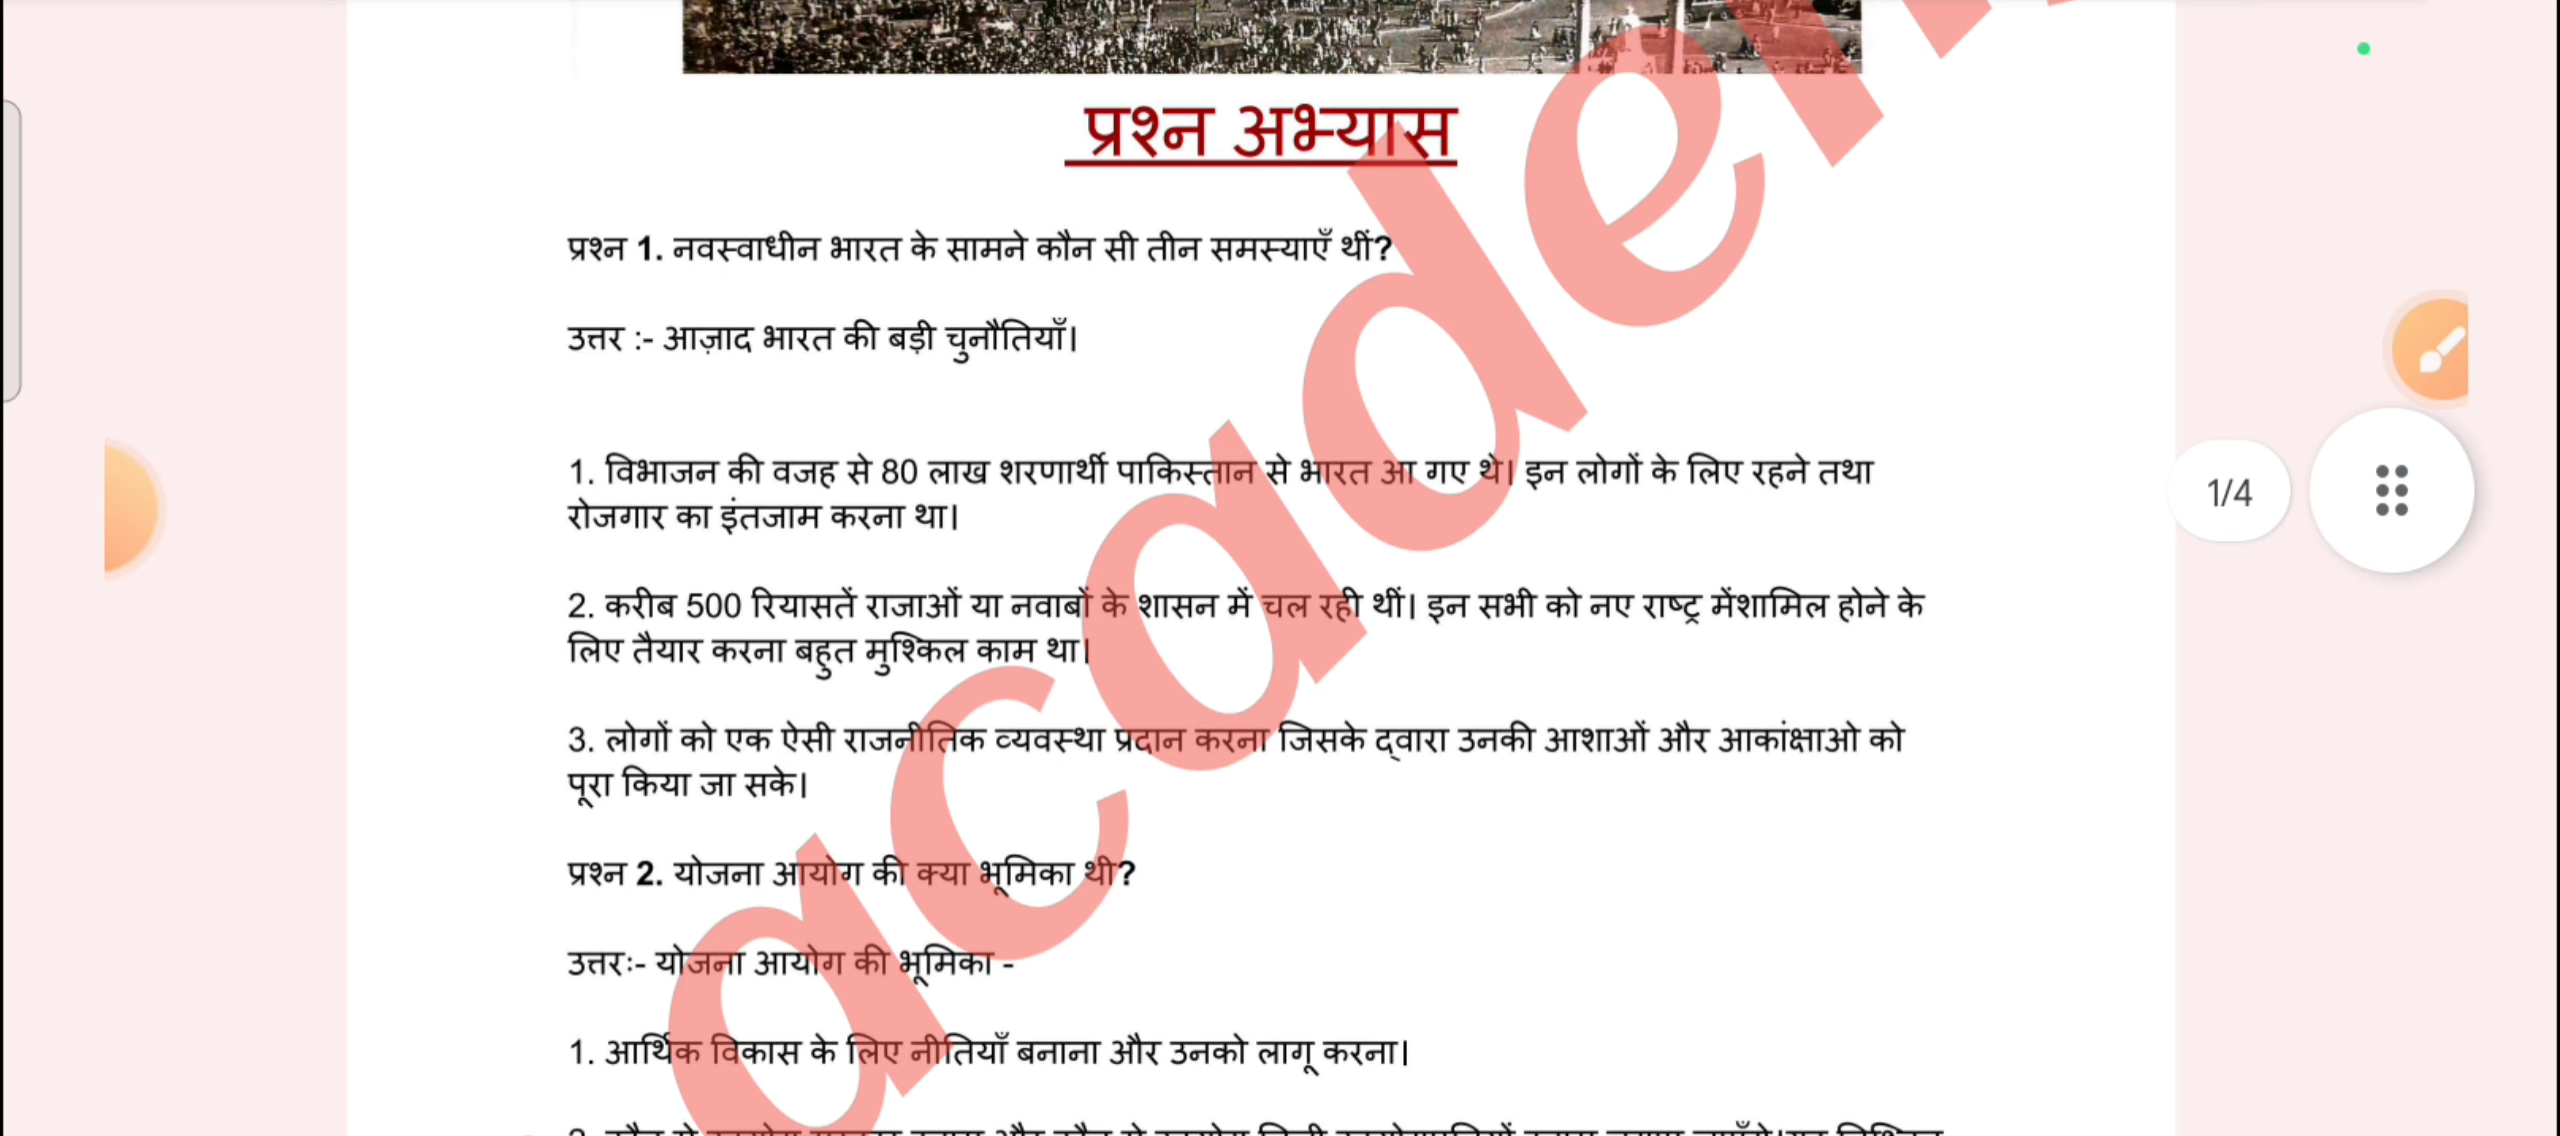 प्रश्न अभ्यास
प्रश्न 1. नवस्वाधीन भारत के सामने कौन सी तीन समस्याएँ थीं?
उत्तर :- आज़ाद भारत की बड़ी चुनौतियाँ।
1. विभाजन की वजह से 80 लाख शरणार्थी पाकिस्तान से भारत आ गए थे। इन लोगों के लिए रहने तथा
रोजगार का इंतजाम करना था।
2. करीब 500 रियासतें राजाओं या नवाबों के शासन में चल रही थीं। इन सभी को नए राष्ट्र मेंशामिल होने के
लिए तैयार करना बहुत मुश्किल काम था।
1/4
3. लोगों को एक ऐसी राजनीतिक व्यवस्था प्रदान करना जिसके द्वारा उनकी आशाओं और आकांक्षाओ को
पूरा किया जा सके।
प्रश्न 2. योजना आयोग की क्या भूमिका थी?
उत्तरः- योजना आयोग की भूमिका -
1. आर्थिक विकास के लिए नीतियाँ बनाना और उनको लागू करना।